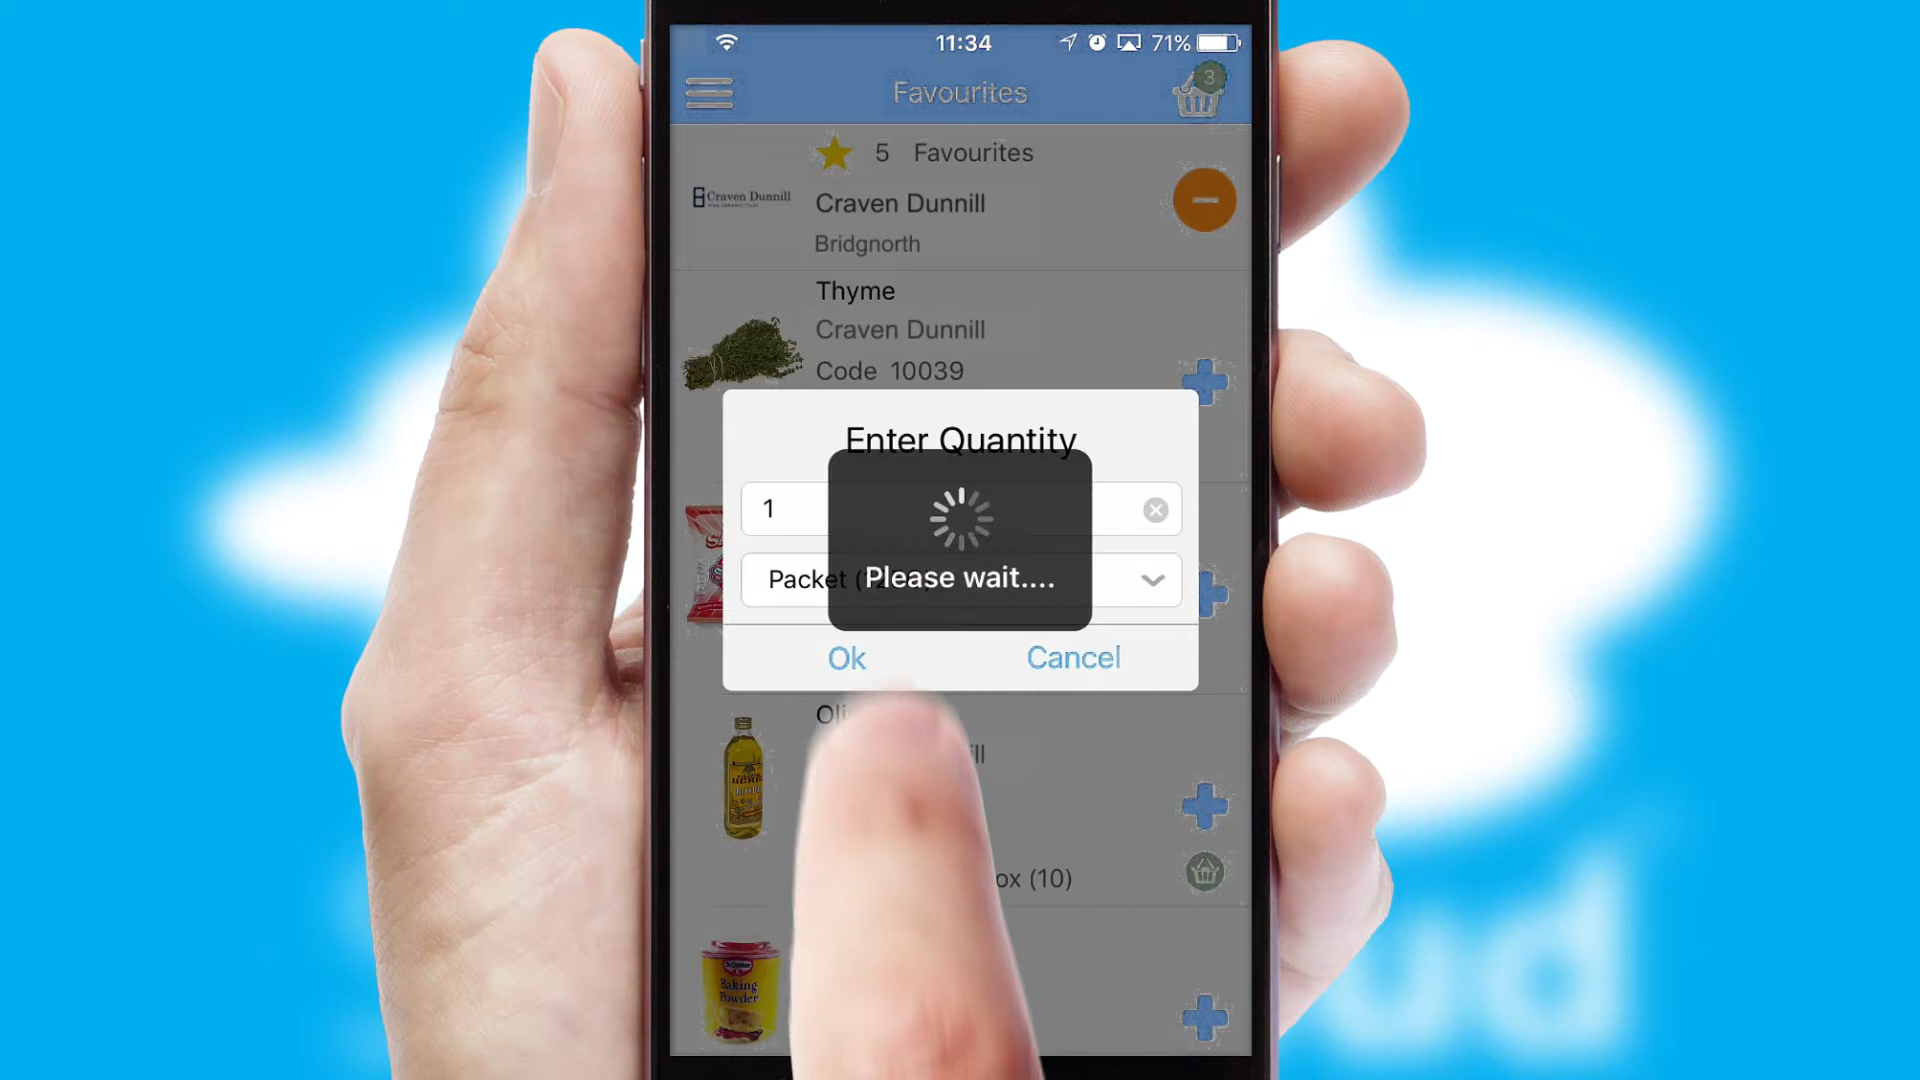 11:34
71%
Favourites
3
5 Favourites
Craven Dunnill
Craven Dunnill
Bridgnorth
Thyme
Craven Dunnill
Code 10039
Enter Quantity
1
Packet
Please wait....
Ok
Cancel
ox (10)
Baking
Powder
ud